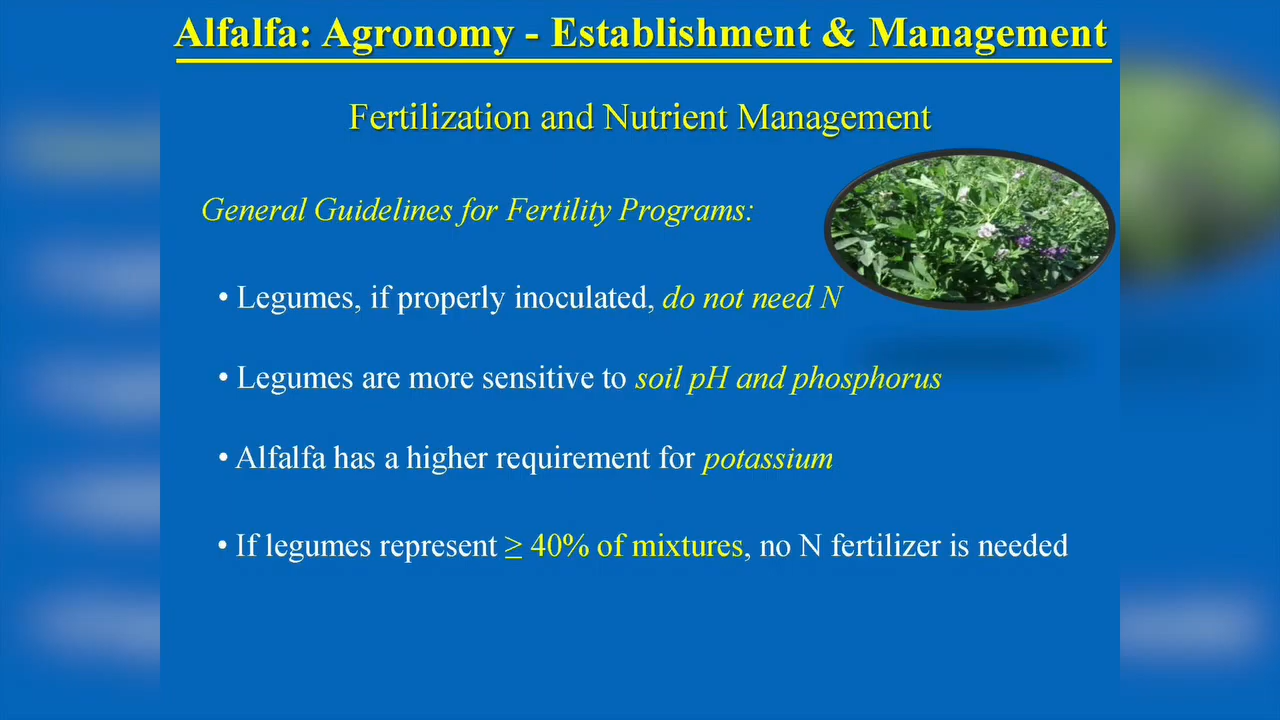 Alfalfa: Agronomy - Establishment & Management
Fertilization and Nutrient Management
General Guidelines for Fertility Programs:
• Legumes, if properly inoculated, do not need N
• Legumes are more sensitive to soil pH and phosphorus
• Alfalfa has a higher requirement for potassium
• If legumes represent ≥ 40% of mixtures, no N fertilizer is needed